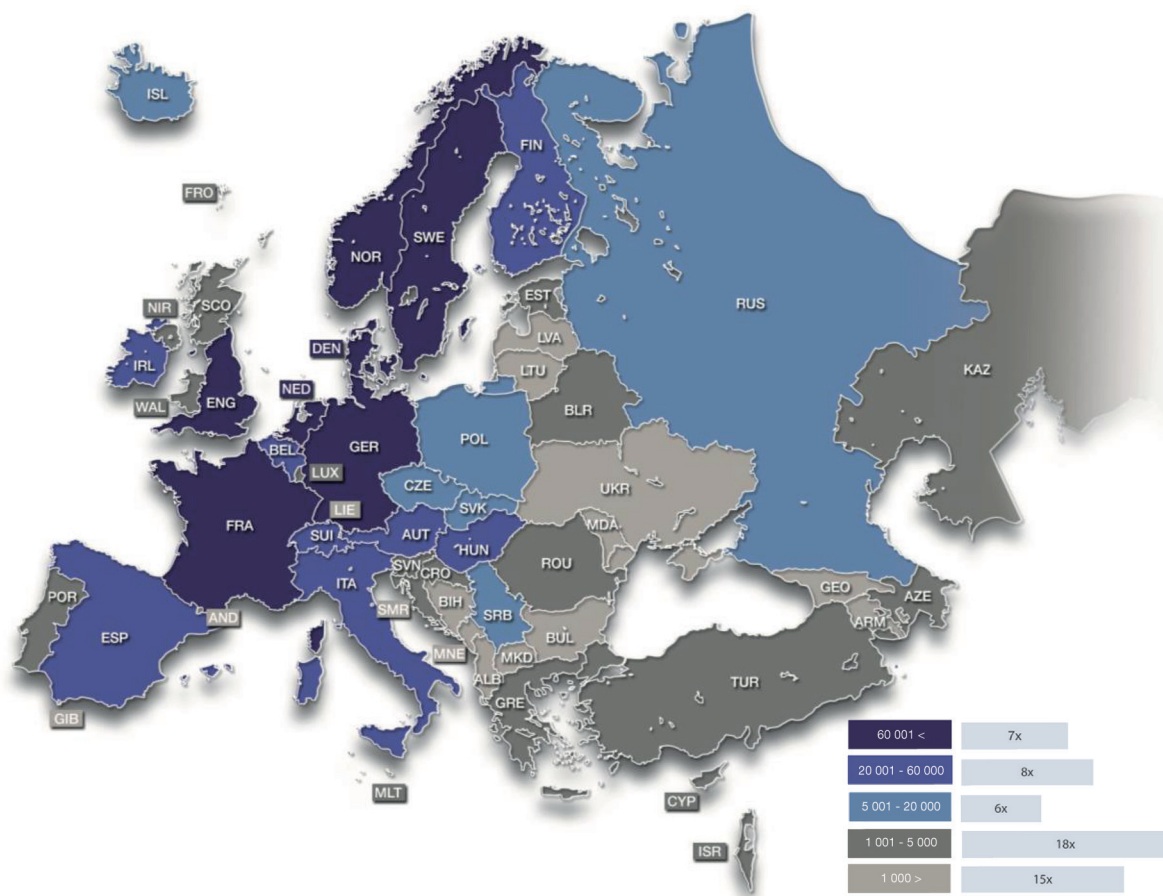 ISL
FIN
FRO
SWE
NOR
RUS
SCO
EST
NIR
LVA
DEN
IRL
LTU
KAZ
NED
ENG
WAL
BLR
GER
POL
BEL
LUX
CZE
UKR
LIE
SVK
FRA
MDA
SUI
AUT
HUN
ROU
SVN
CRO
ITA
GEO
POR
AZE
BIH
SMR
AND
SRB
ARM
ESP
BUL
MNE
MKD
ALB
TUR
GRE
GIB
60 001 < 7x
20 001 - 60 000 8x
MLT
CYP
5 001 - 20 000 6x
1 001 - 5 000 18x
ISR
1 000 > 15x